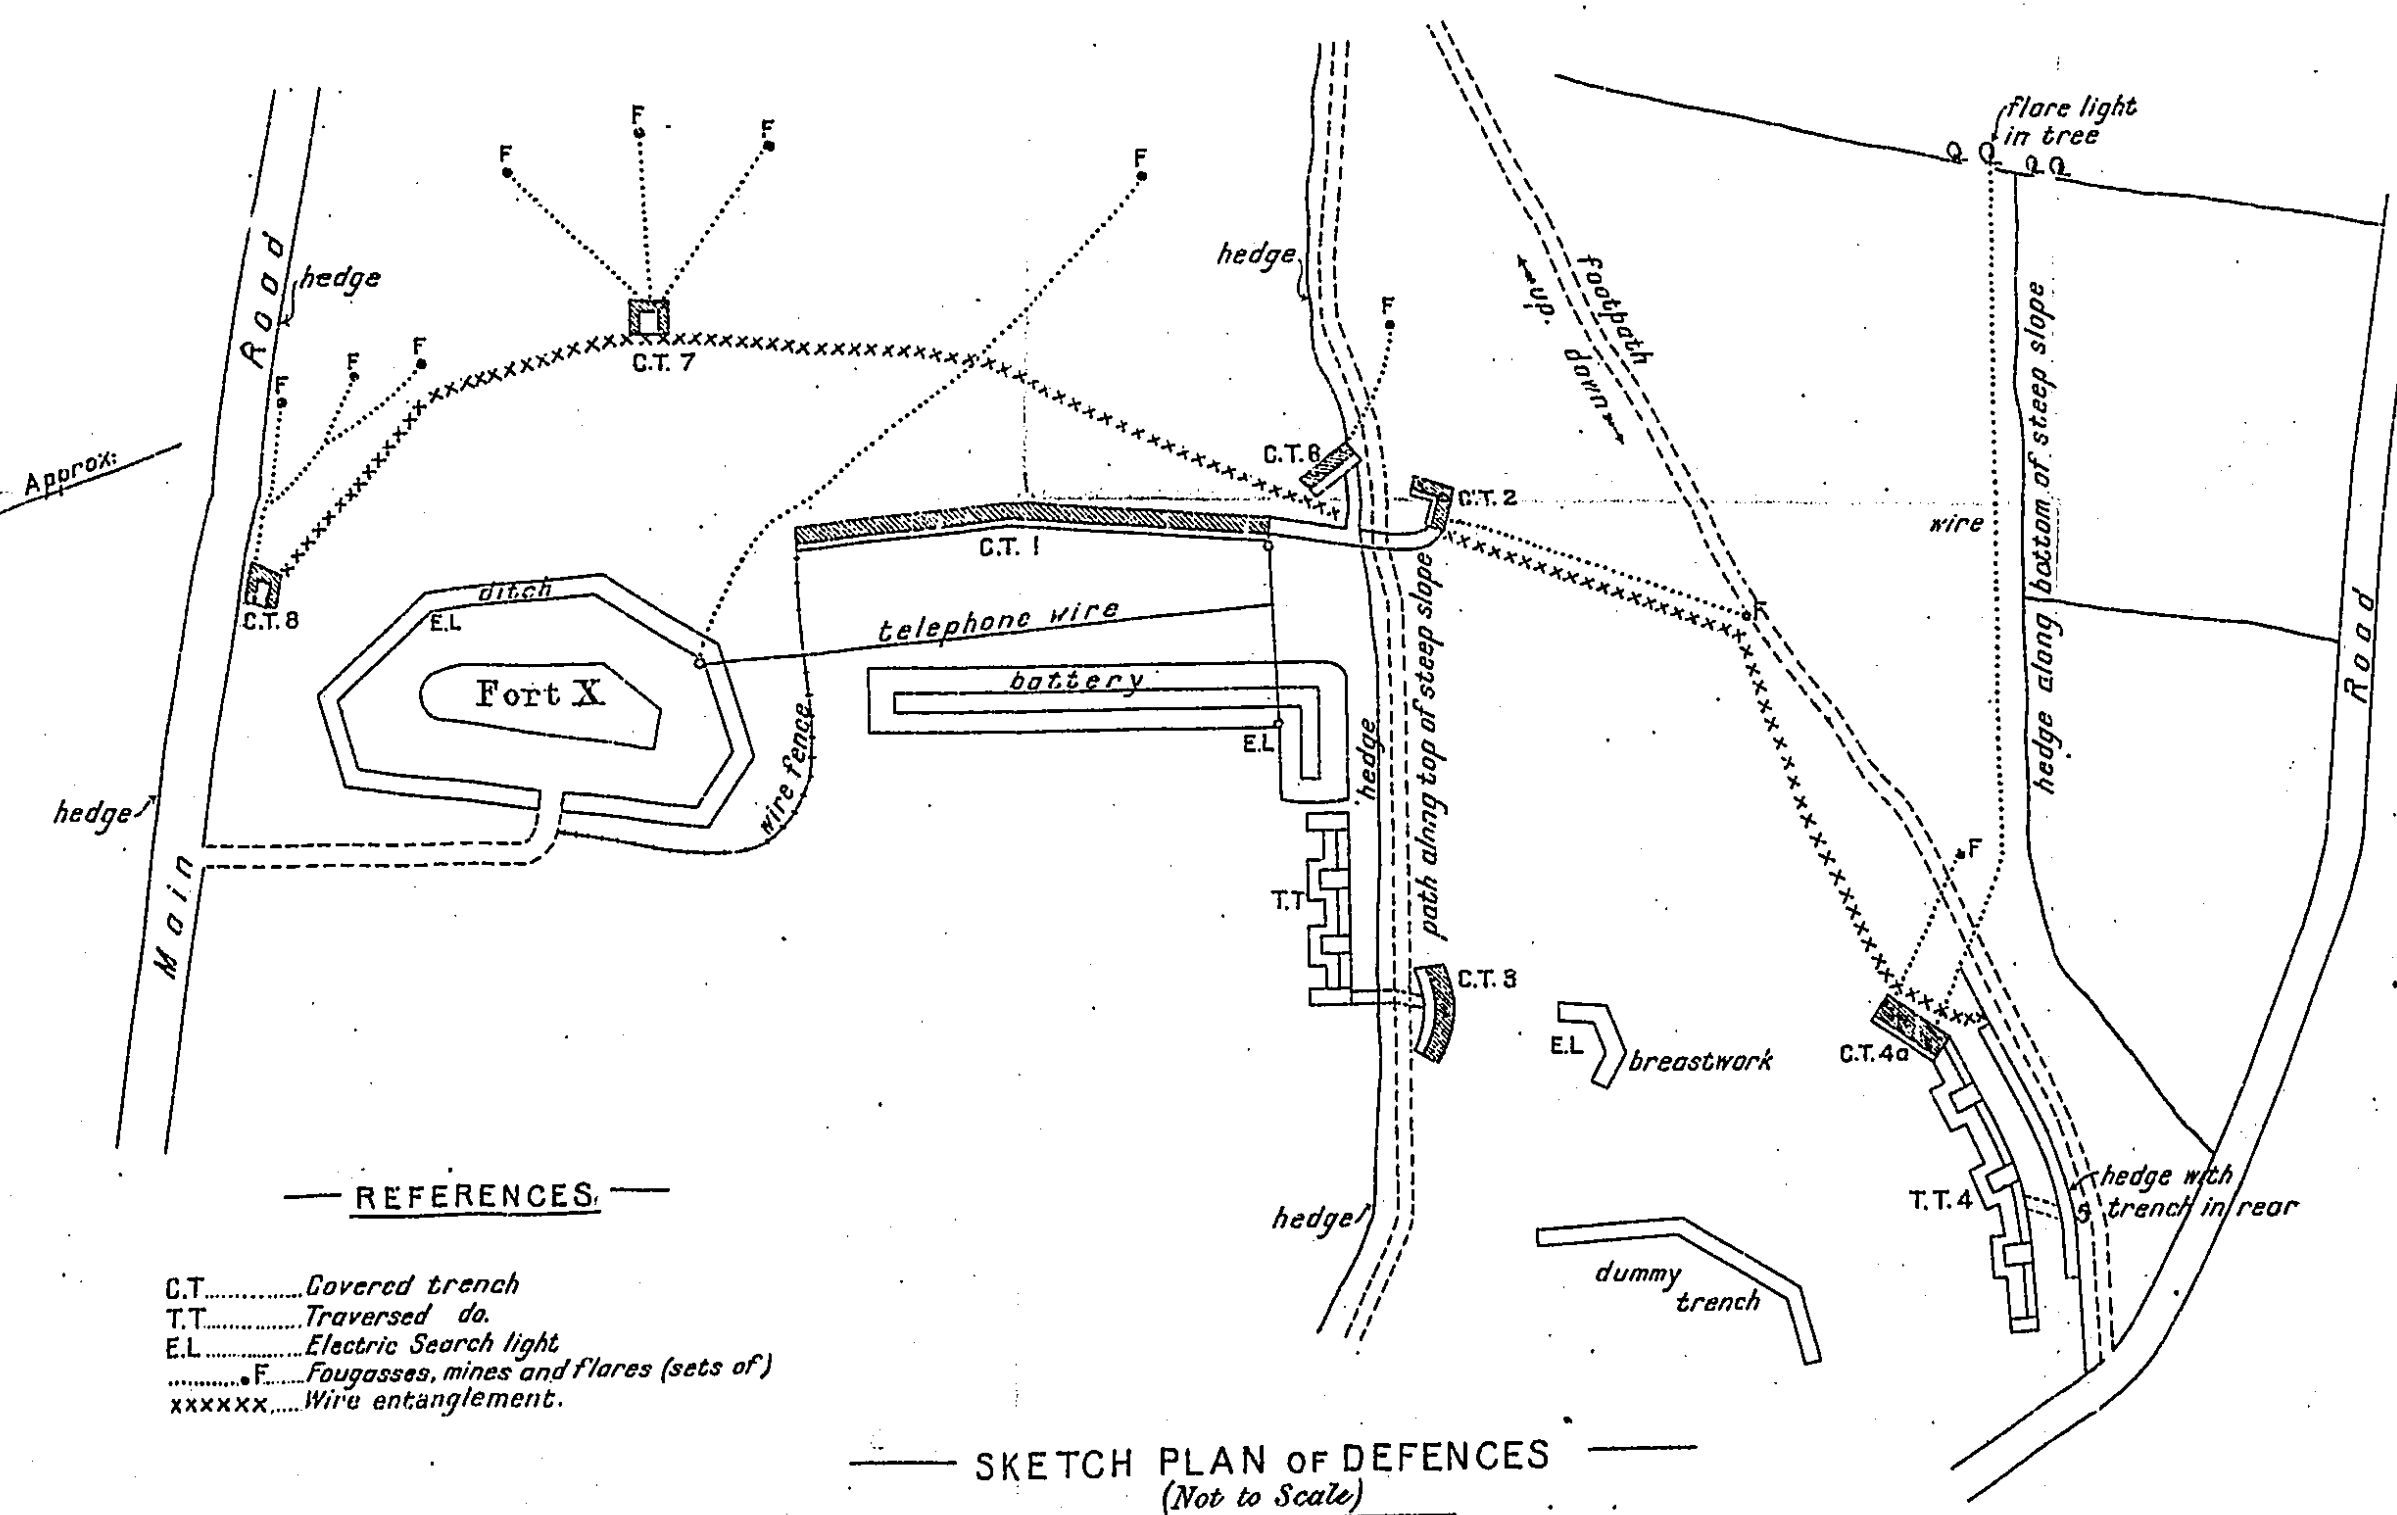 flare light
in tree
F
F
F
F
Road
hedge
hedge
footpath
UP.
down
F
F
F
F
C.T. 7
Approx:
C.T. 6
C.T. 2
wire
hedge along bottom of steep slope
C.T. 1
ditch
E.L
C.T. 8
telephone wire
F
Fort X
battery
E.L
wire fence
hedge
path along top of steep slope
Road
hedge
Main
F
T.T
C.T. 3
E.L
breastwork
C.T. 4a
hedge with
trench in rear
T.T. 4
hedge
dummy
trench
REFERENCES.
C.T.............Covered trench
T.T.............Traversed do.
E.L.............Electric Search light
...........F......Fougasses, mines and flares (sets of)
xxxxxx.....Wire entanglement.
SKETCH PLAN OF DEFENCES
(Not to Scale)